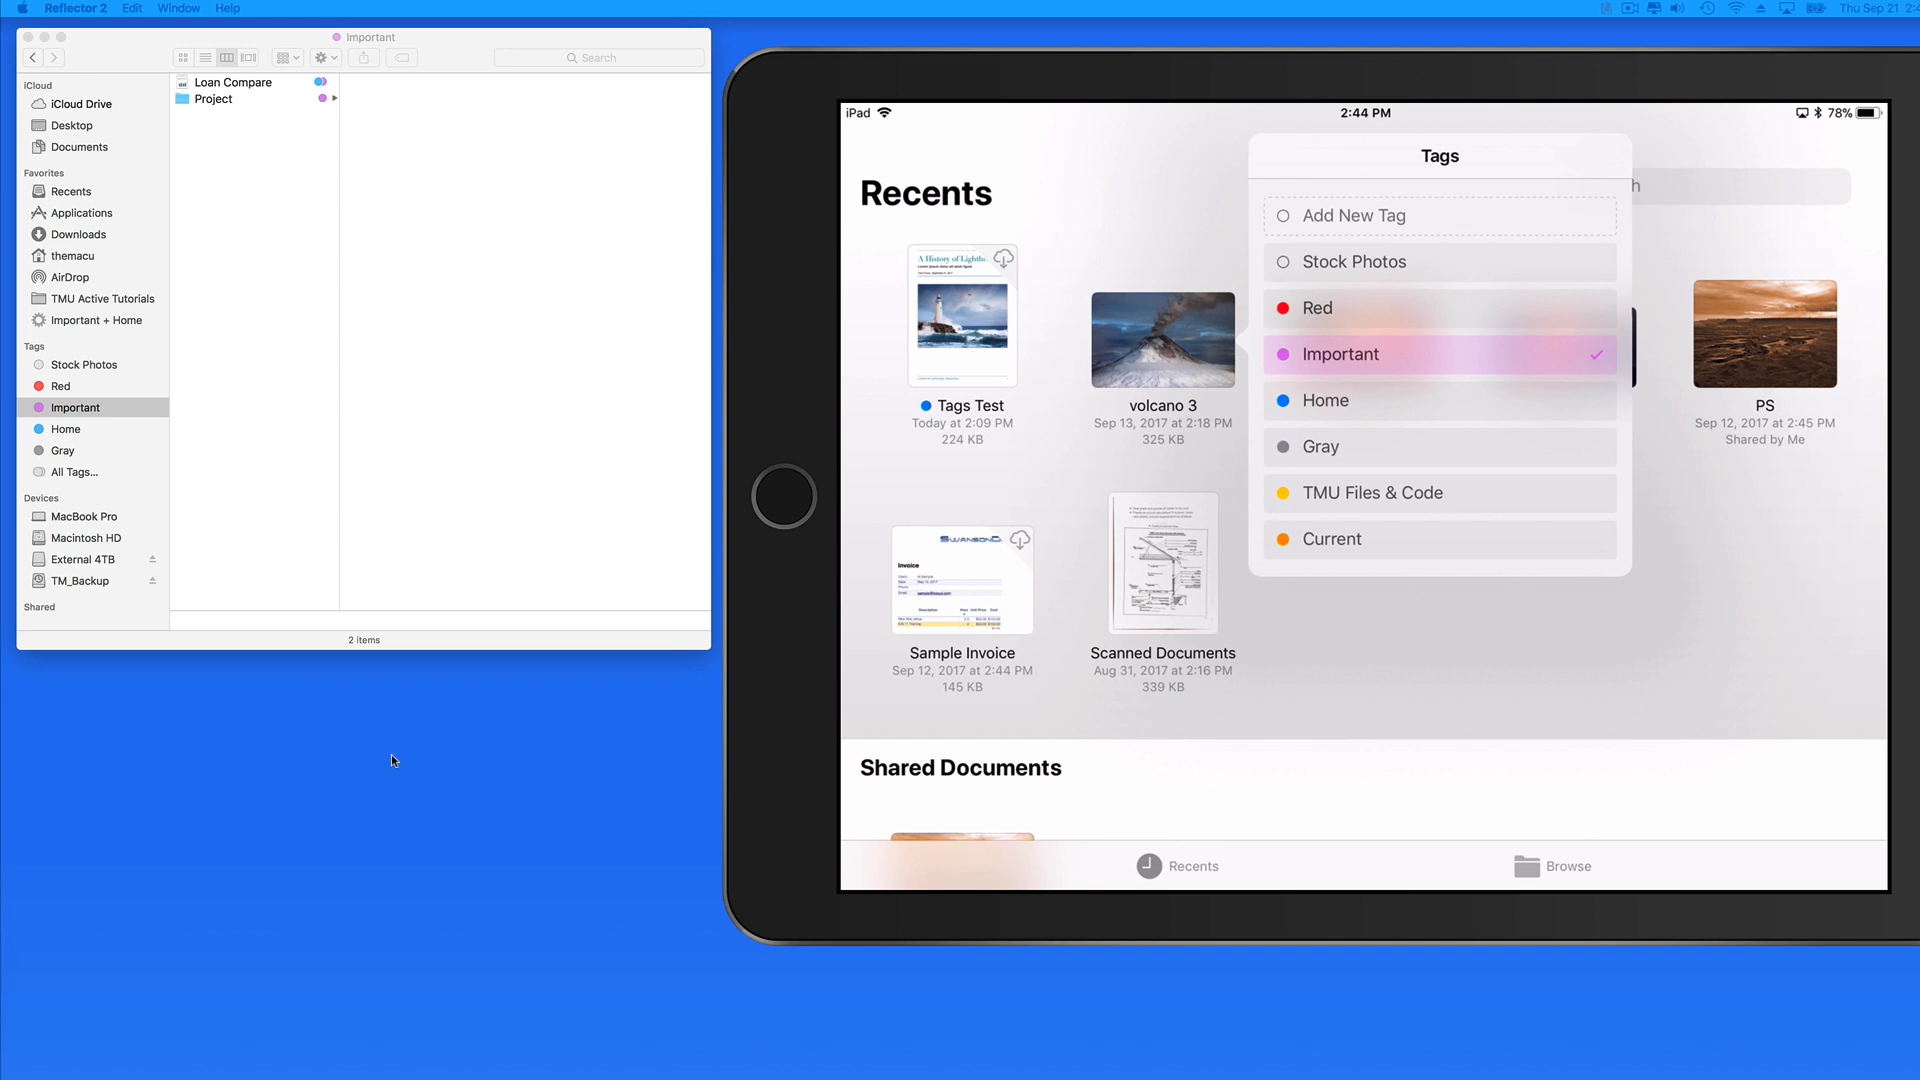 Reflector 2 Edit Window Help
Thu Sep 21 2:4
Important
Search
iCloud
iCloud Drive
Desktop
Documents
Favorites
Recents
Applications
Downloads
themacu
AirDrop
TMU Active Tutorials
Important + Home
Tags
Stock Photos
Red
Important
Home
Gray
All Tags...
Devices
MacBook Pro
Macintosh HD
External 4TB
TM_Backup
Shared
Loan Compare
Project
2 items
iPad
2:44 PM
78%
Recents
h
Tags
Add New Tag
Stock Photos
Red
Important
Home
Gray
TMU Files & Code
Current
A History of Lighth.
Tags Test
Today at 2:09 PM
224 KB
volcano 3
Sep 13, 2017 at 2:18 PM
325 KB
PS
Sep 12, 2017 at 2:45 PM
Shared by Me
SWANSONCO.
Invoice
Sample Invoice
Sep 12, 2017 at 2:44 PM
145 KB
Scanned Documents
Aug 31, 2017 at 2:16 PM
339 KB
Shared Documents
Recents
Browse